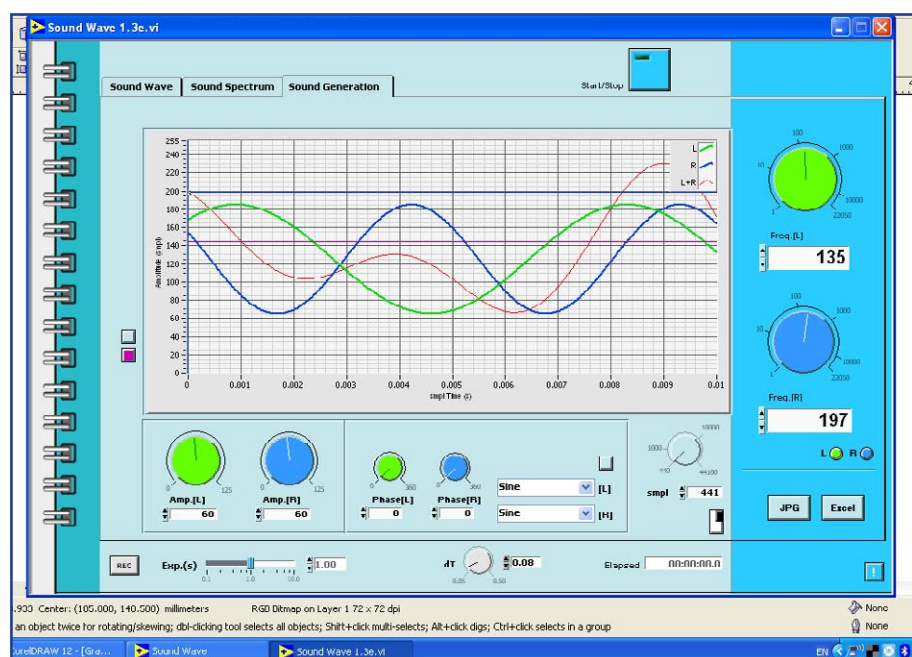 Sound Wave 1.3e.vi
Sound Wave Sound Spectrum Sound Generation
Start/Stop
255
240
220
200
180
160
140
120
100
80
60
40
20
0
Amplitude (smpl)
L
R
L+R
0 0.001 0.002 0.003 0.004 0.005 0.006 0.007 0.008 0.009 0.01
smpl Time (s)
100
10 1000
1 10000
22050
Freq.[L]
135
100
10 1000
1 10000
22050
Freq.[R]
197
L R
0 125 0 125
Amp.[L] Amp.[R]
60 60
0 360 0 360
Phase[L] Phase[R]
0 0
Sine [L]
Sine [R]
10000
1000
44100
smpl 441
JPG Excel
REC Exp.(s) 1.00
0.1 1.0 10.0
dT 0.08
0.05 0.50
Elapsed 00:00:00.0
!
.933 Center: (105.000, 140.500) millimeters RGB Bitmap on Layer 1 72 x 72 dpi None
an object twice for rotating/skewing; dbl-clicking tool selects all objects; Shift+click multi-selects; Alt+click digs; Ctrl+click selects in a group None
CorelDRAW 12 - [Gra... Sound Wave Sound Wave 1.3e.vi EN